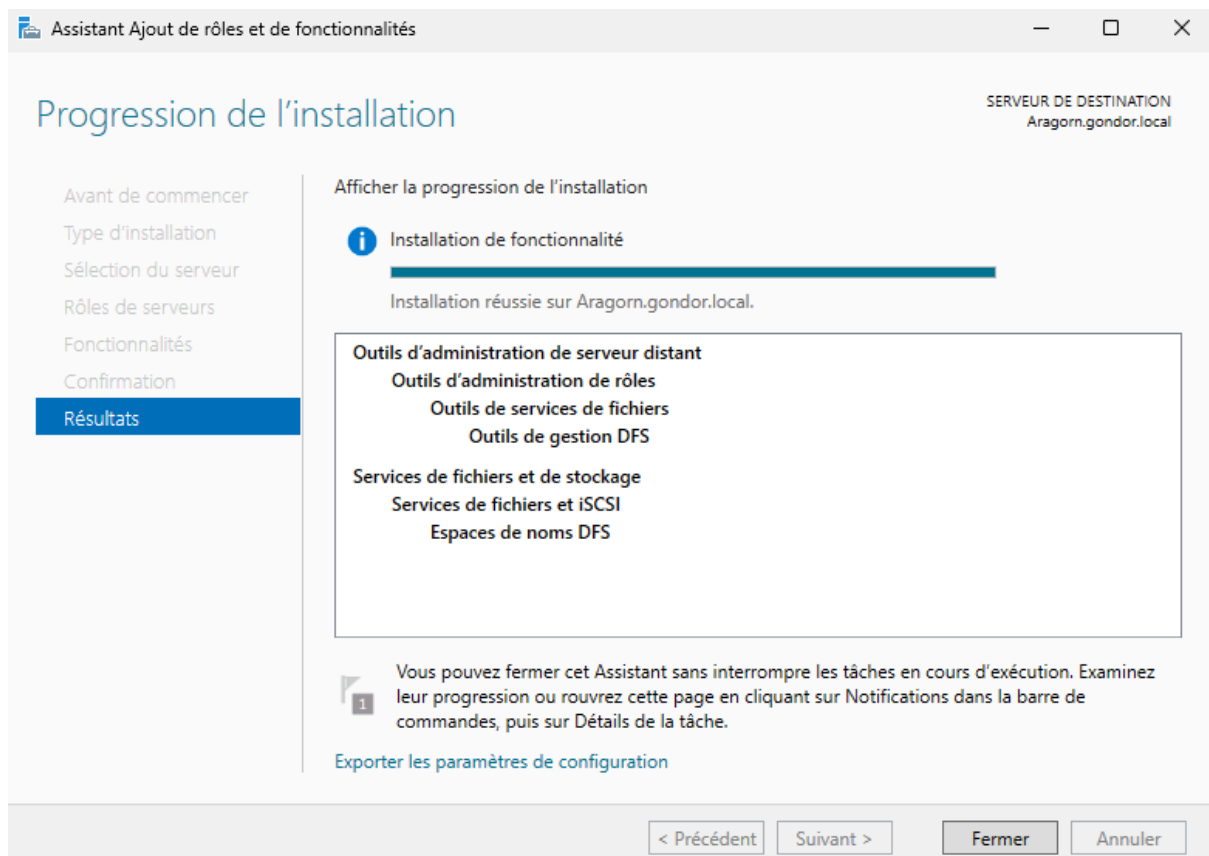 Assistant Ajout de rôles et de fonctionnalités
Progression de l’installation
SERVEUR DE DESTINATION
Aragorn.gondor.local
Avant de commencer
Type d’installation
Sélection du serveur
Rôles de serveurs
Fonctionnalités
Confirmation
Résultats
Afficher la progression de l’installation
Installation de fonctionnalité
Installation réussie sur Aragorn.gondor.local.
Outils d’administration de serveur distant
Outils d’administration de rôles
Outils de services de fichiers
Outils de gestion DFS
Services de fichiers et de stockage
Services de fichiers et iSCSI
Espaces de noms DFS
1
Vous pouvez fermer cet Assistant sans interrompre les tâches en cours d’exécution. Examinez
leur progression ou rouvrez cette page en cliquant sur Notifications dans la barre de
commandes, puis sur Détails de la tâche.
Exporter les paramètres de configuration
< Précédent
Suivant >
Fermer
Annuler